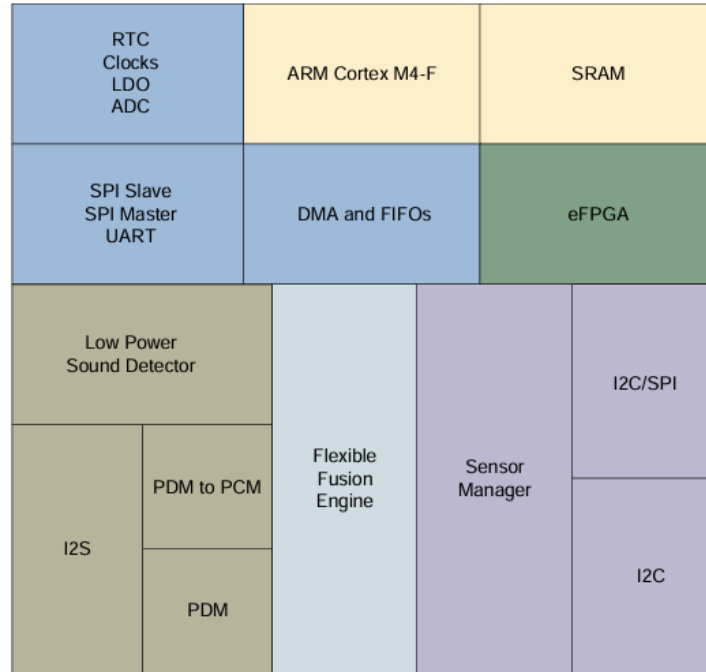 RTC
Clocks
LDO
ADC
ARM Cortex M4-F
SRAM
SPI Slave
SPI Master
UART
DMA and FIFOs
eFPGA
Low Power
Sound Detector
I2S
PDM to PCM
PDM
Flexible
Fusion
Engine
Sensor
Manager
I2C/SPI
I2C